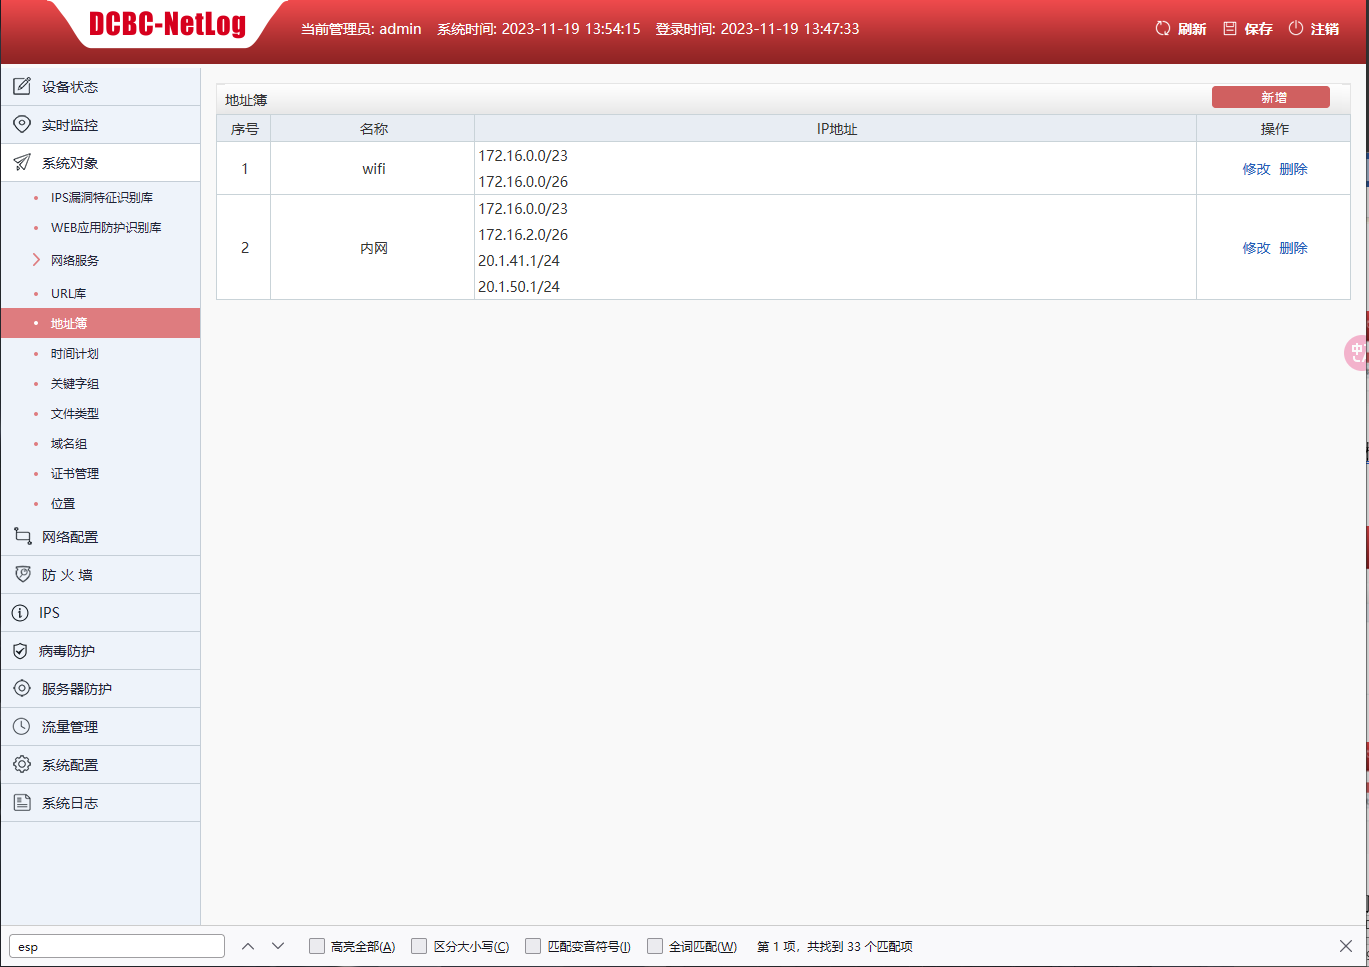 DCBC-NetLog
当前管理员: admin 系统时间: 2023-11-19 13:54:15 登录时间: 2023-11-19 13:47:33
刷新 保存 注销
设备状态
实时监控
系统对象
IPS漏洞特征识别库
WEB应用防护识别库
网络服务
URL库
地址簿
时间计划
关键字组
文件类型
域名组
证书管理
位置
网络配置
防 火 墙
IPS
病毒防护
服务器防护
流量管理
系统配置
系统日志
地址簿 新增
序号 名称 IP地址 操作
1 wifi 172.16.0.0/23 修改 删除
172.16.0.0/26
2 内网 172.16.0.0/23 修改 删除
172.16.2.0/26
20.1.41.1/24
20.1.50.1/24
中
esp 高亮全部(A) 区分大小写(C) 匹配变音符号(I) 全词匹配(W) 第 1 项，共找到 33 个匹配项